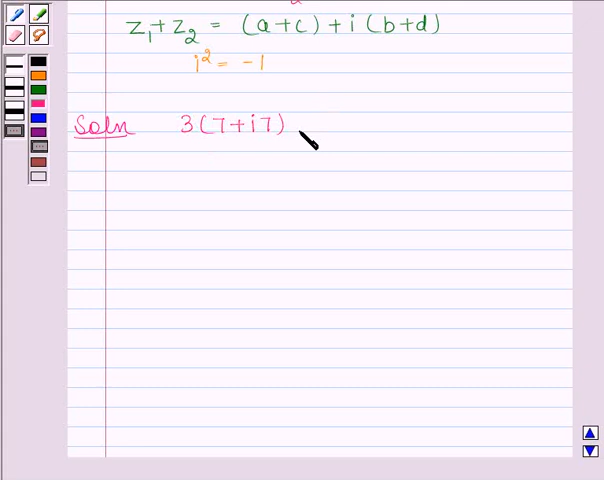 z₁+z₂ = (a+c)+i(b+d)
i² = -1
Soln 3(7+i7)